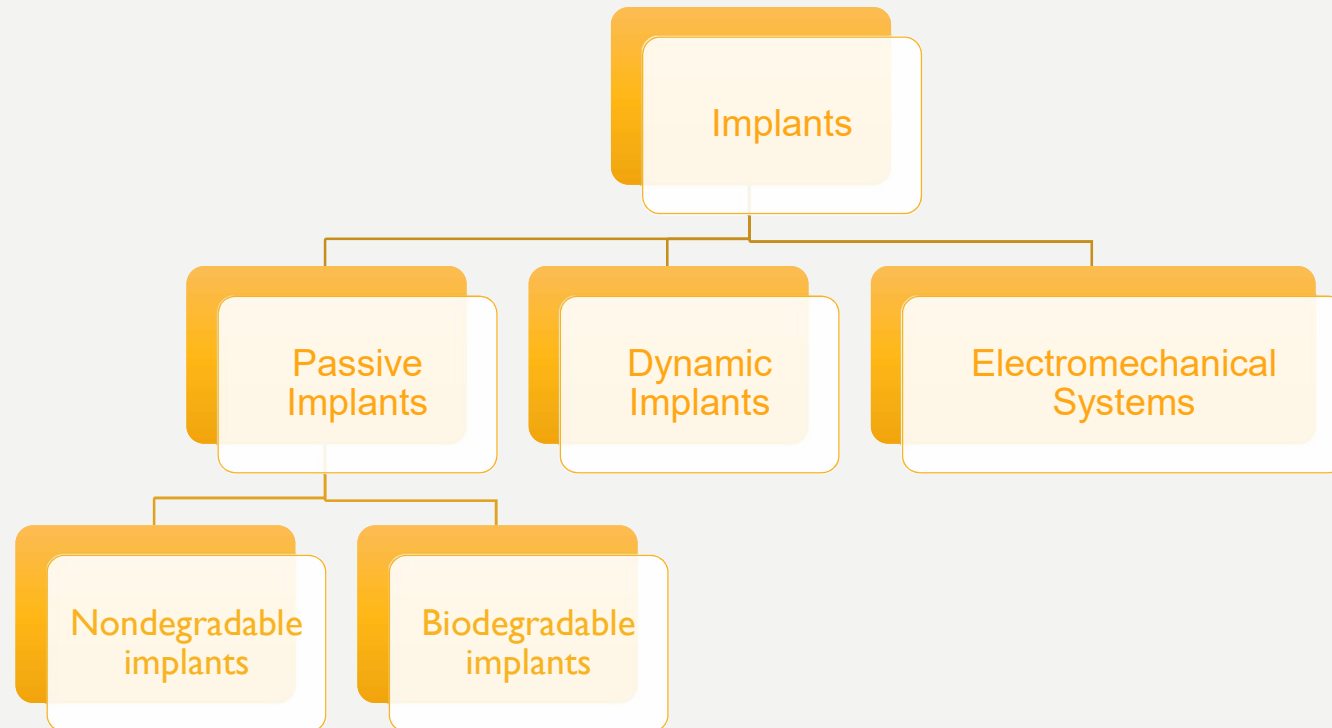 Implants
Passive
Implants
Dynamic
Implants
Electromechanical
Systems
Nondegradable
implants
Biodegradable
implants